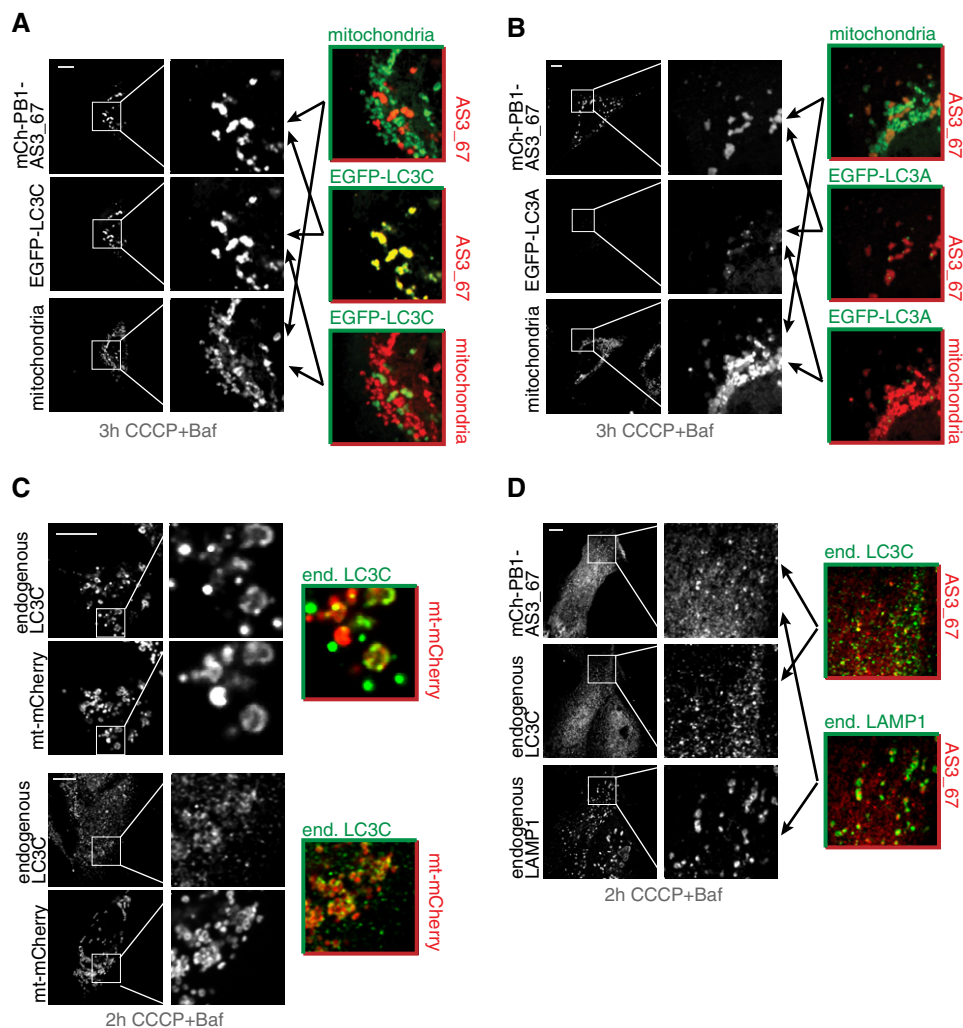 A
mCh-PB1-
AS3_67
EGFP-LC3C
mitochondria
3h CCCP+Baf
mitochondria
AS3_67
EGFP-LC3C
AS3_67
EGFP-LC3C
mitochondria
B
mCh-PB1-
AS3_67
EGFP-LC3A
mitochondria
3h CCCP+Baf
mitochondria
AS3_67
EGFP-LC3A
AS3_67
EGFP-LC3A
mitochondria
C
endogenous
LC3C
mt-mCherry
end. LC3C
mt-mCherry
endogenous
LC3C
mt-mCherry
end. LC3C
mt-mCherry
2h CCCP+Baf
D
mCh-PB1-
AS3_67
endogenous
LC3C
endogenous
LAMP1
2h CCCP+Baf
end. LC3C
AS3_67
end. LAMP1
AS3_67